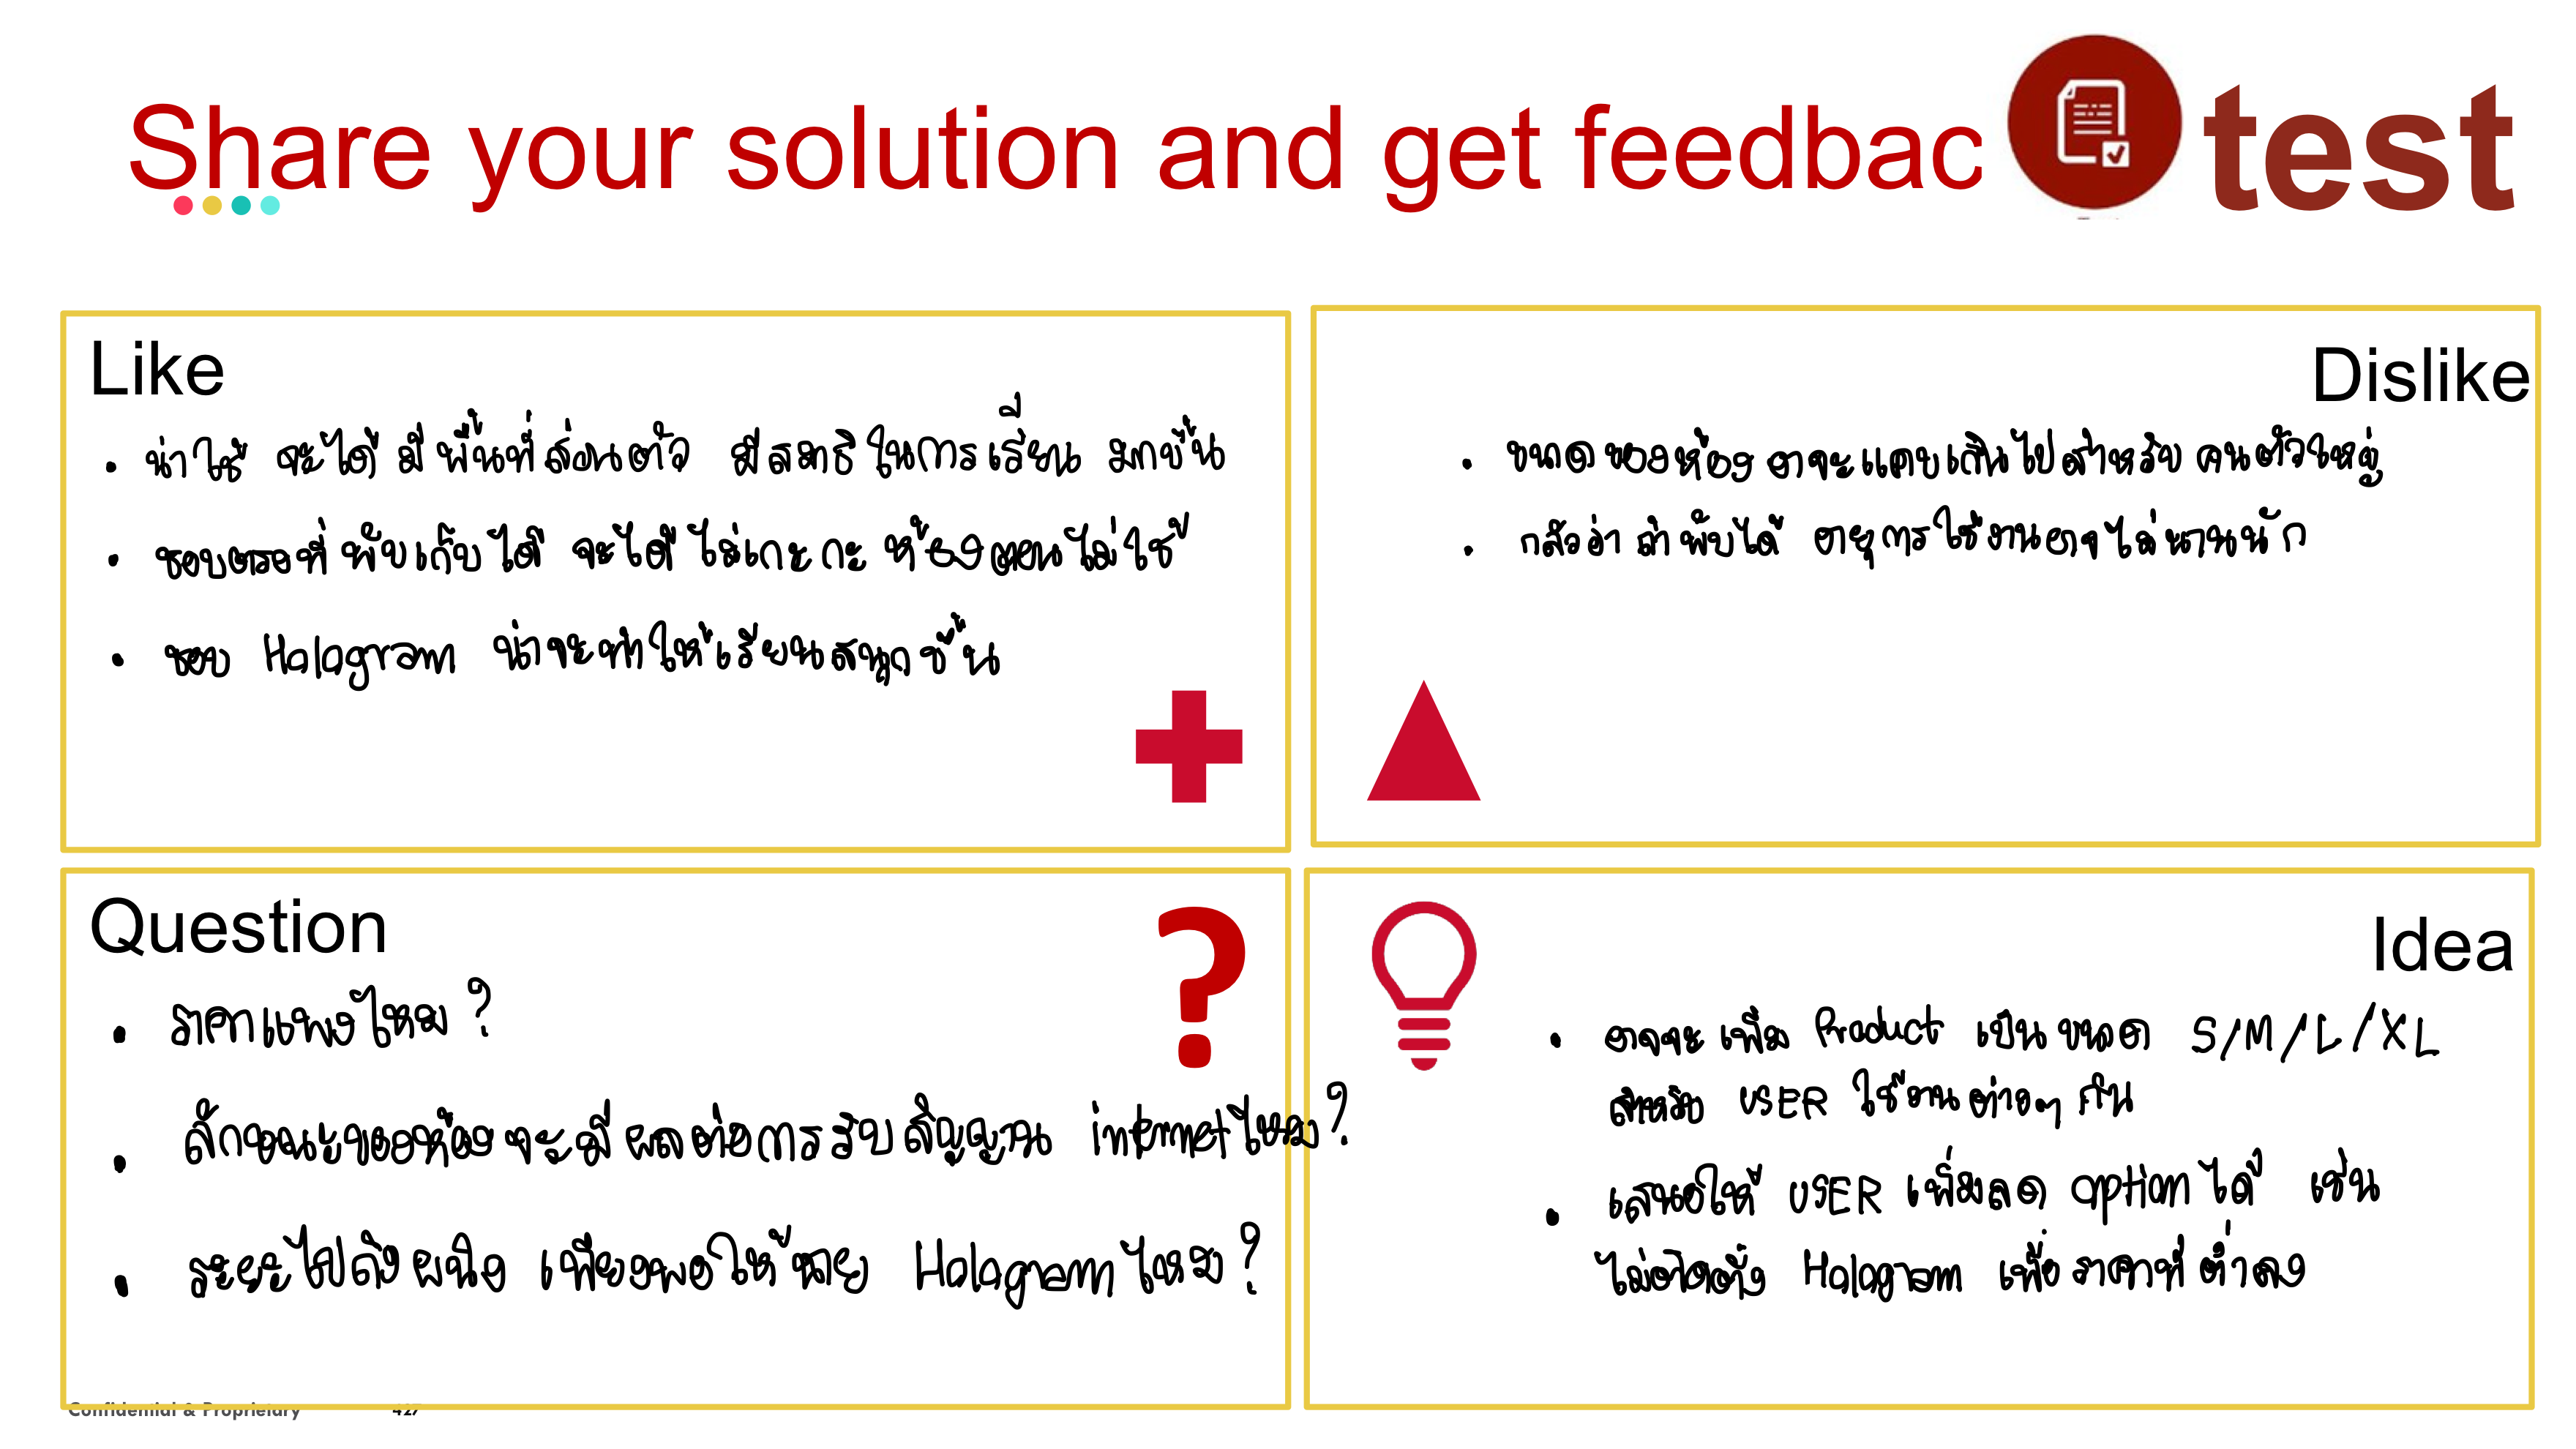 Share your solution and get feedbac
test
Like
• น่าใช้ จะได้มีพื้นที่ส่วนตัว มีสมาธิในการเรียน มากขึ้น
• ชอบตรงที่พับเก็บได้ จะได้ไม่เกะกะ ห้องตอนไม่ใช้
• ชอบ Hologram น่าจะทำให้เรียนสนุกขึ้น
Dislike
• ขนาดของห้องอาจจะแคบเกินไปสำหรับคนตัวใหญ่
• กลัวว่า ถ้าพับได้ อายุการใช้งานอาจไม่นานนัก
Question
?
• ราคาแพงไหม ?
• ลักษณะของห้องจะมีผลต่อการรับสัญญาน internet ไหม ?
• ระยะไปถึงผนัง เพียงพอให้ฉาย Hologram ไหม ?
Idea
• อาจจะเพิ่ม Product เป็นขนาด S/M/L/XL
สำหรับ USER ใช้งานต่างๆ กัน
• เสนอให้ USER เพิ่มลด option ได้ เช่น
ไม่ติดตั้ง Hologram เพื่อราคาที่ต่ำลง
Confidential & Proprietary 427